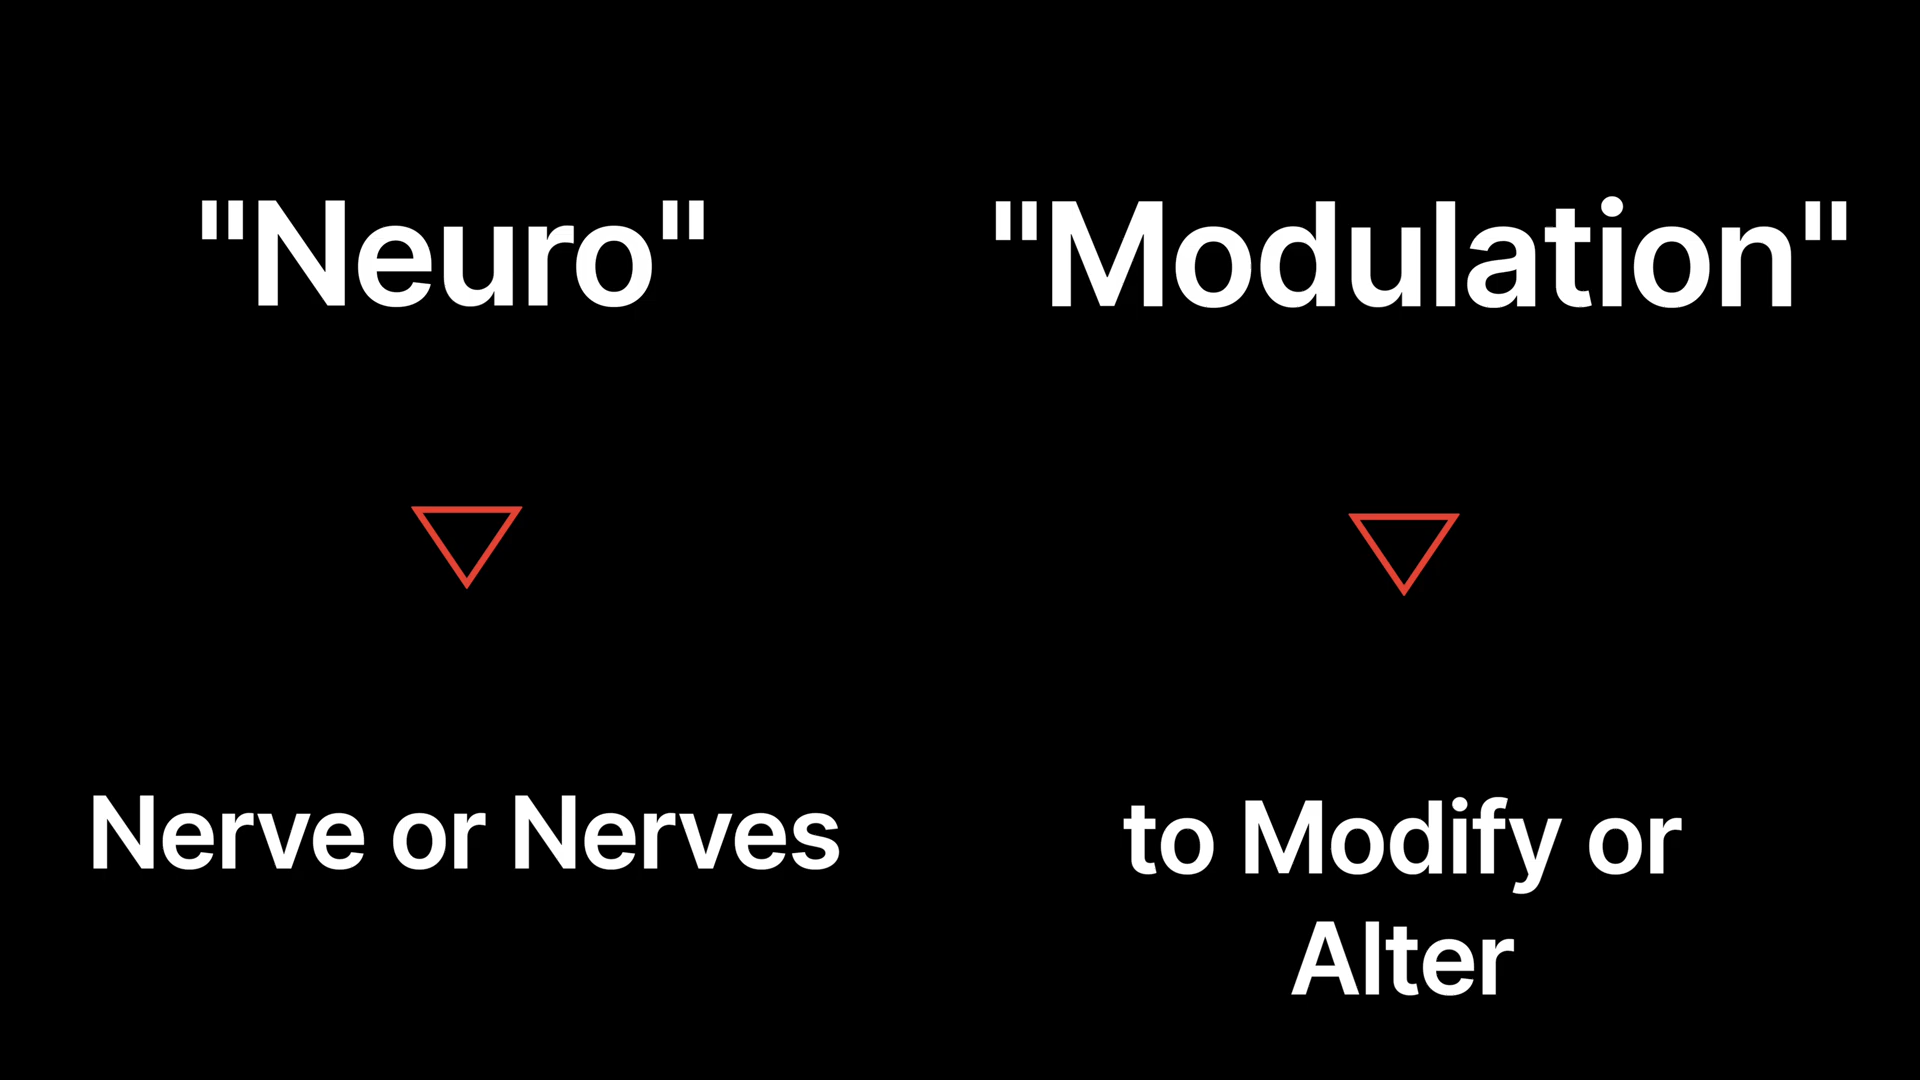 "Neuro"
"Modulation"
Nerve or Nerves
to Modify or
Alter